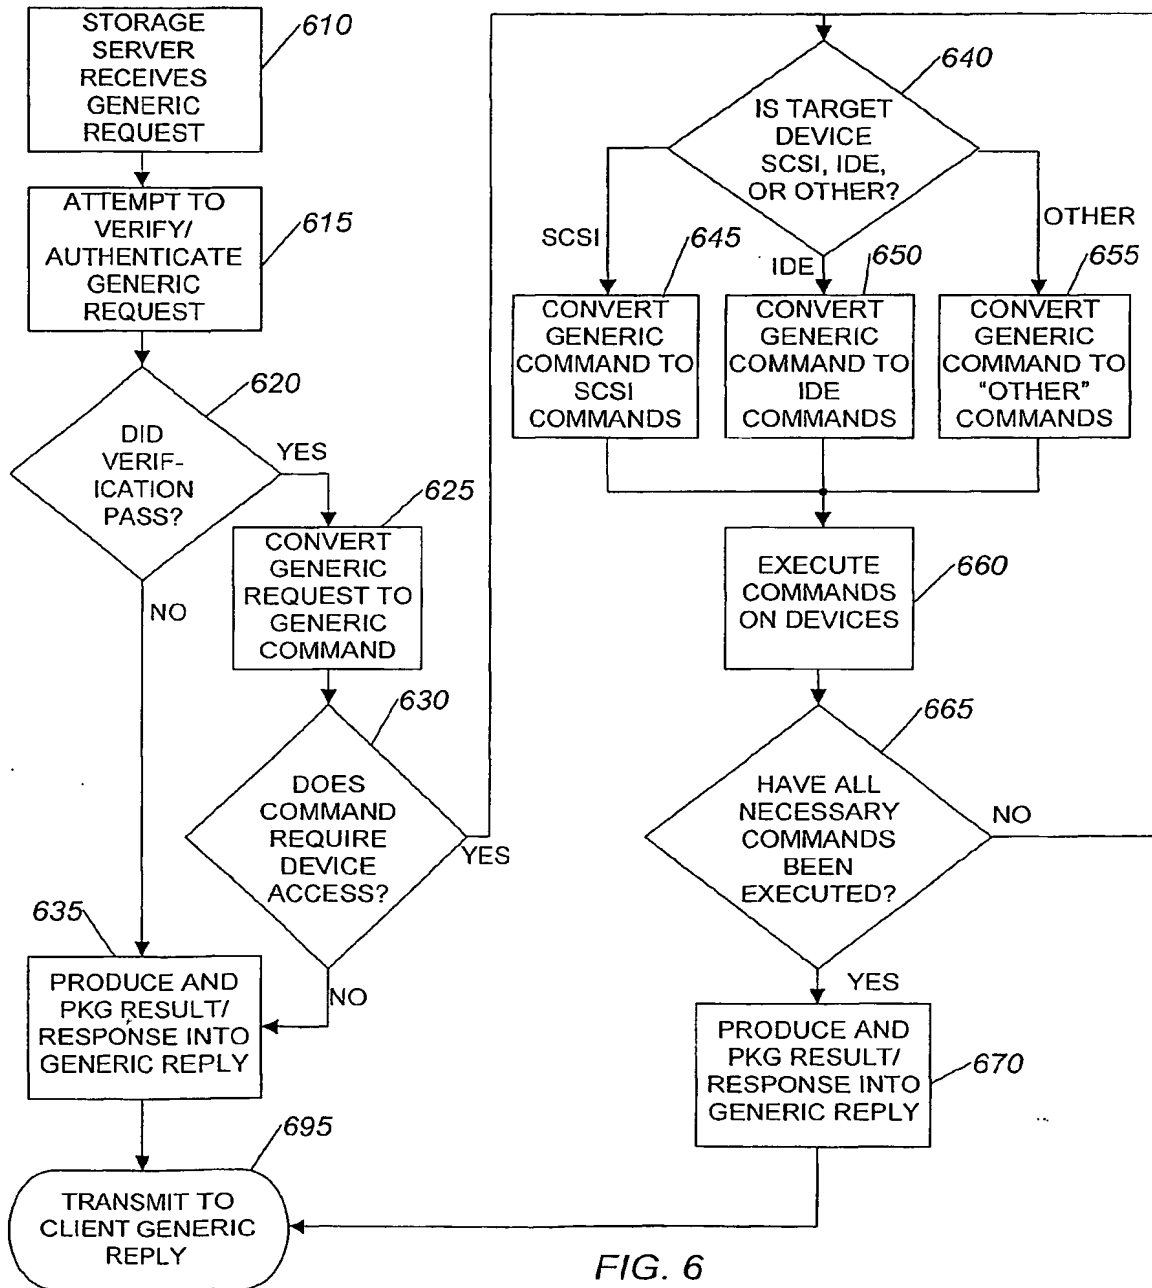 STORAGE
SERVER
RECEIVES
GENERIC
REQUEST
610
ATTEMPT TO
VERIFY/
AUTHENTICATE
GENERIC
REQUEST
615
DID
VERIF-
ICATION
PASS?
620
YES
NO
CONVERT
GENERIC
REQUEST TO
GENERIC
COMMAND
625
DOES
COMMAND
REQUIRE
DEVICE
ACCESS?
630
YES
NO
635
PRODUCE AND
PKG RESULT/
RESPONSE INTO
GENERIC REPLY
695
TRANSMIT TO
CLIENT GENERIC
REPLY
640
IS TARGET
DEVICE
SCSI, IDE,
OR OTHER?
SCSI
IDE
OTHER
645
CONVERT
GENERIC
COMMAND TO
SCSI
COMMANDS
650
CONVERT
GENERIC
COMMAND TO
IDE
COMMANDS
655
CONVERT
GENERIC
COMMAND TO
"OTHER"
COMMANDS
EXECUTE
COMMANDS
ON DEVICES
660
665
HAVE ALL
NECESSARY
COMMANDS
BEEN
EXECUTED?
NO
YES
PRODUCE AND
PKG RESULT/
RESPONSE INTO
GENERIC REPLY
670
FIG. 6